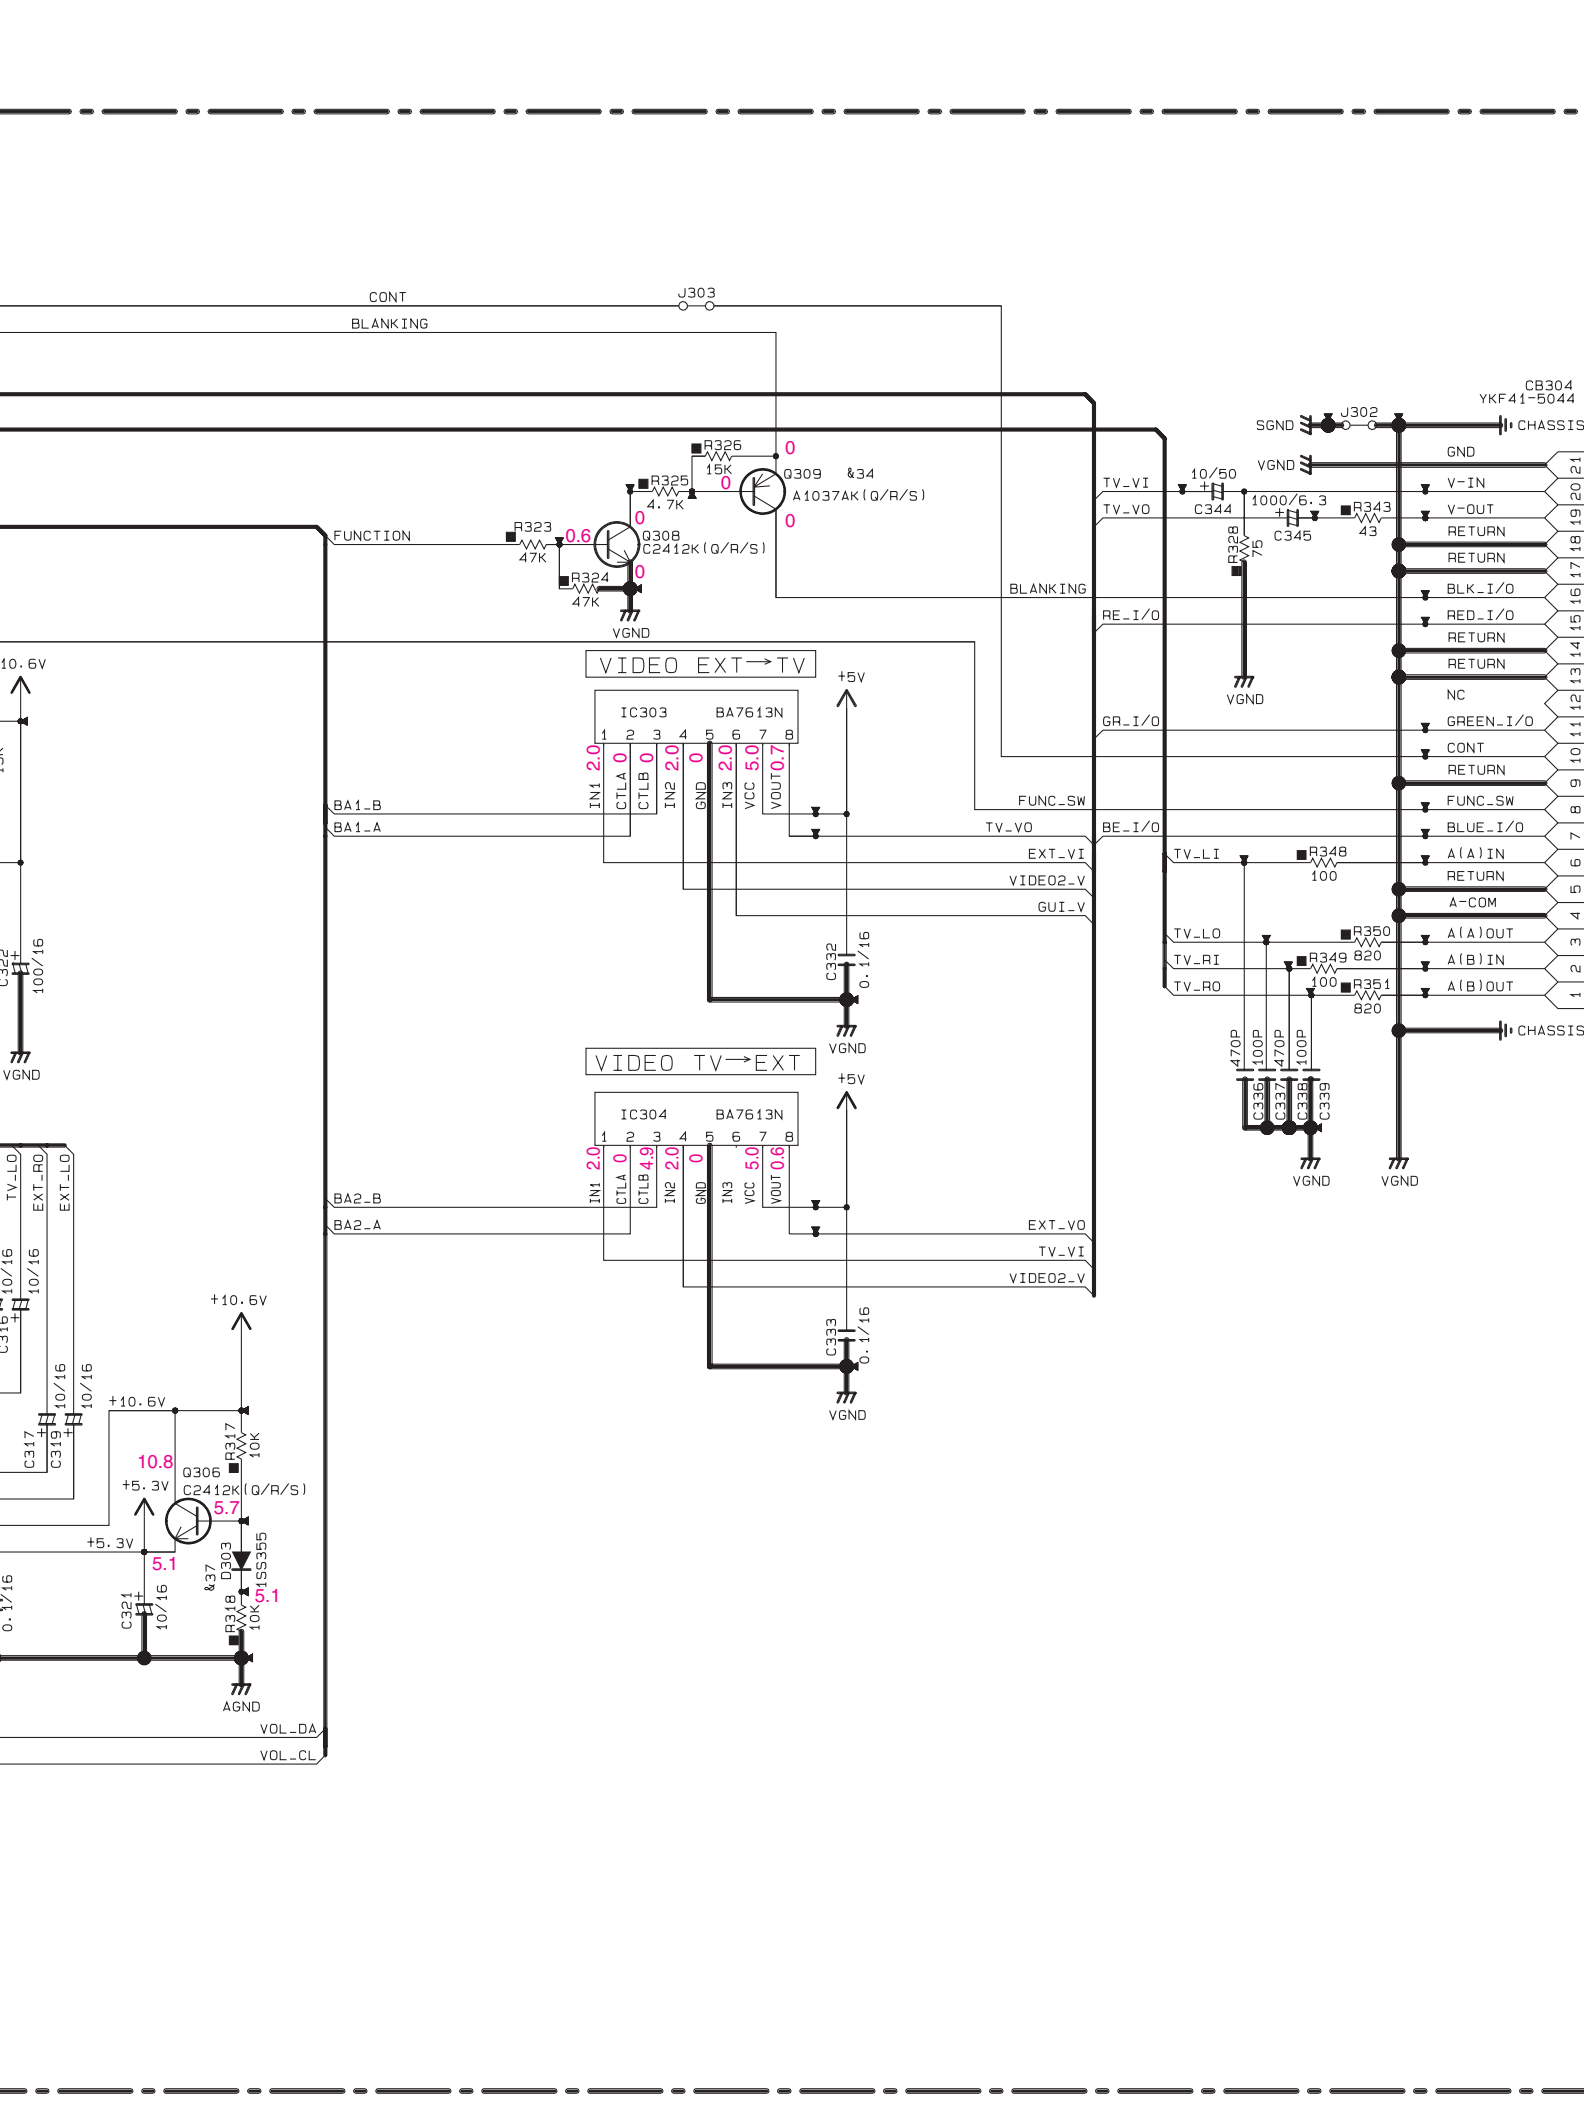 CONT
J303
BLANKING
CB304
YKF41-5044
J302
SGND
CHASSIS
GND
21
VGND
R326
15K
0
Q309
&34
A1037AK(Q/R/S)
0
0
R325
4.7K
0
Q308
C2412K(Q/R/S)
0
0.6
R323
47K
R324
47K
VGND
FUNCTION
TV_VI
10/50
C344
V-IN
20
TV_VO
1000/6.3
C345
R343
43
V-OUT
19
R328
75
VGND
RETURN
18
RETURN
17
BLANKING
BLK_I/O
16
RE_I/O
RED_I/O
15
RETURN
14
RETURN
13
NC
12
GR_I/O
GREEN_I/O
11
CONT
10
RETURN
9
FUNC_SW
FUNC_SW
8
TV_VO
BE_I/O
BLUE_I/O
7
TV_LI
R348
100
A(A)IN
6
RETURN
5
A-COM
4
TV_LO
R350
820
A(A)OUT
3
TV_RI
R349
100
A(B)IN
2
TV_RO
R351
820
A(B)OUT
1
CHASSIS
470P
100P
470P
100P
C336
C337
C338
C339
VGND
VGND
10.6V
C322
100/16
VGND
VIDEO EXT→TV
+5V
IC303
BA7613N
1 2 3 4 5 6 7 8
2.0 0 0 2.0 0 2.0 5.0 0.7
IN1 CTLA CTLB IN2 GND IN3 VCC VOUT
BA1_B
BA1_A
EXT_VI
VIDEO2_V
GUI_V
C332
0.1/16
VGND
VIDEO TV→EXT
+5V
IC304
BA7613N
1 2 3 4 5 6 7 8
2.0 0 4.9 2.0 0 5.0 0.6
IN1 CTLA CTLB IN2 GND IN3 VCC VOUT
BA2_B
BA2_A
EXT_VO
TV_VI
VIDEO2_V
C333
0.1/16
VGND
TV_LO
EXT_RO
EXT_LO
10/16
10/16
C316
+10.6V
10/16
10/16
C317
C319
+10.6V
R317
10K
10.8
Q306
C2412K(Q/R/S)
5.7
+5.3V
+5.3V
5.1
&37
D303
1SS355
5.1
C321
10/16
R318
10K
0.1/16
AGND
VOL_DA
VOL_CL